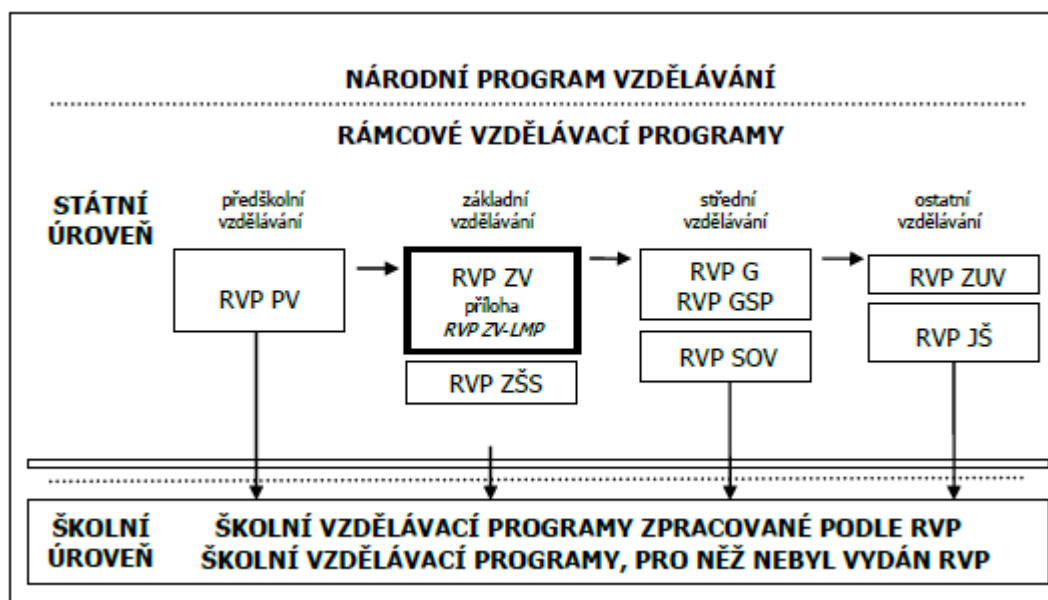 NÁRODNÍ PROGRAM VZDĚLÁVÁNÍ
RÁMCOVÉ VZDĚLÁVACÍ PROGRAMY
STÁTNÍ
ÚROVEŇ
předškolní
vzdělávání
základní
vzdělávání
střední
vzdělávání
ostatní
vzdělávání
RVP PV
RVP ZV
příloha
RVP ZV-LMP
RVP ZŠS
RVP G
RVP GSP
RVP SOV
RVP ZUV
RVP JŠ
ŠKOLNÍ
ÚROVEŇ
ŠKOLNÍ VZDĚLÁVACÍ PROGRAMY ZPRACOVANÉ PODLE RVP
ŠKOLNÍ VZDĚLÁVACÍ PROGRAMY, PRO NĚŽ NEBYL VYDÁN RVP